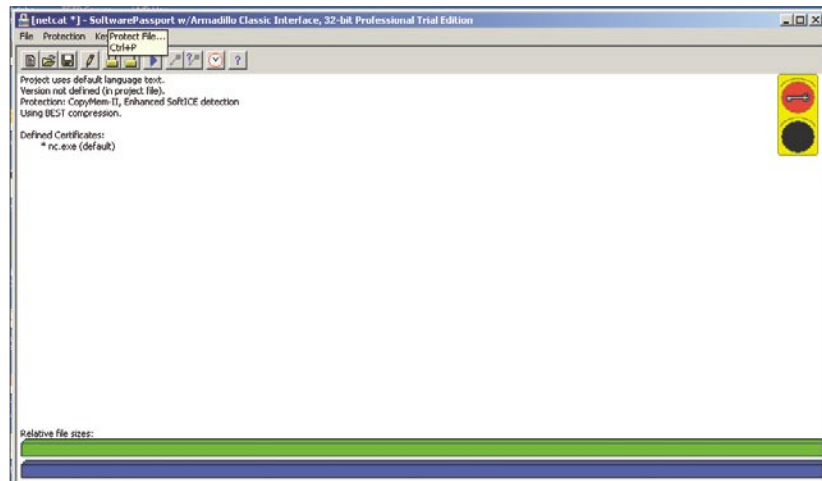 [netcat *] - SoftwarePassport w/Armadillo Classic Interface, 32-bit Professional Trial Edition
File Protection Ke
Protect File...
Ctrl+P
Project uses default language text.
Version not defined (in project file).
Protection: CopyMem-II, Enhanced SoftICE detection
Using BEST compression.
Defined Certificates:
* nc.exe (default)
Relative file sizes: